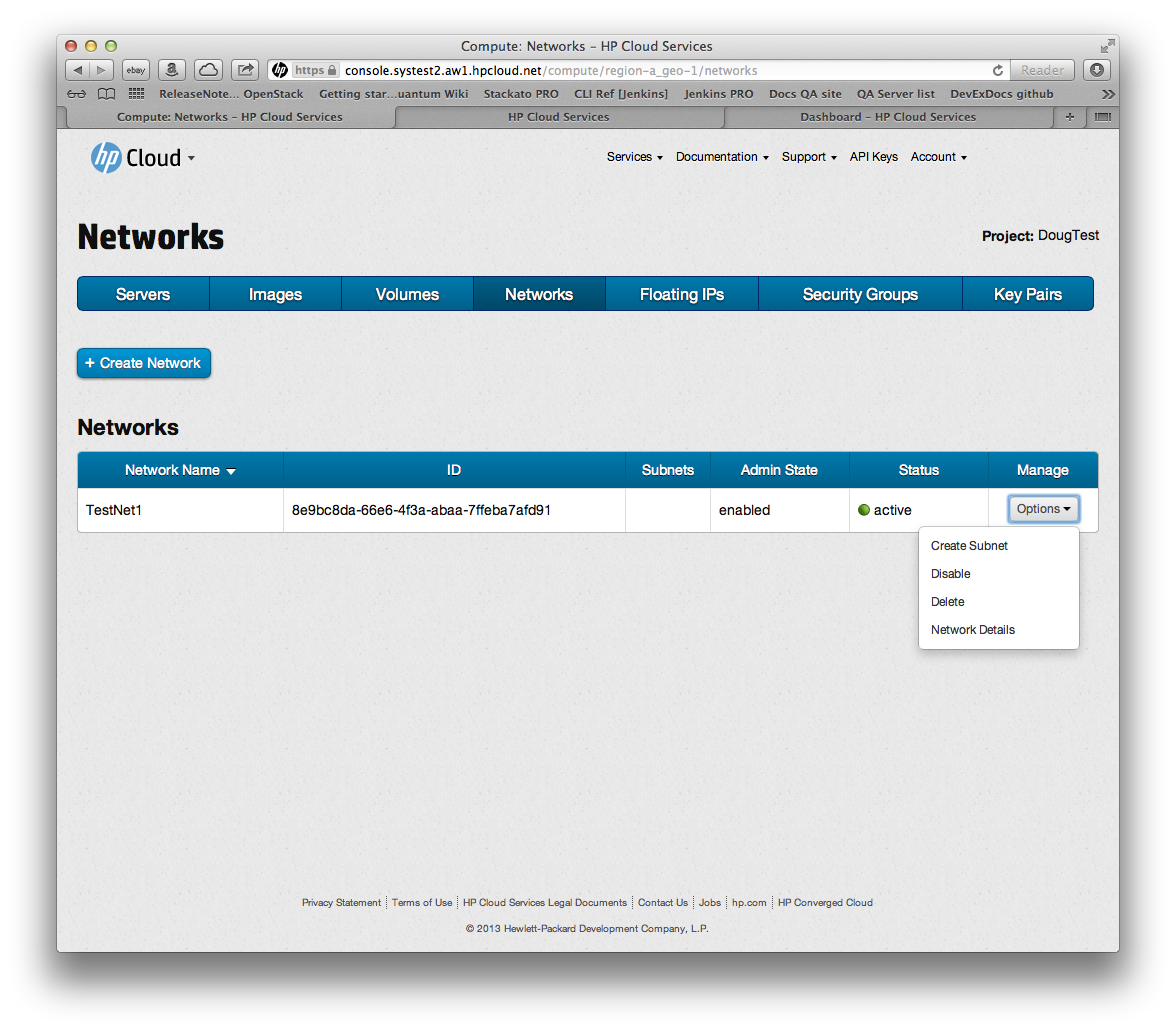 Compute: Networks – HP Cloud Services
ebay a https console.systest2.aw1.hpcloud.net/compute/region-a_geo-1/networks Reader
ReleaseNote... OpenStack Getting star...uantum Wiki Stackato PRO CLI Ref [Jenkins] Jenkins PRO Docs QA site QA Server list DevExDocs github >>
Compute: Networks – HP Cloud Services HP Cloud Services Dashboard – HP Cloud Services +
hp Cloud Services Documentation Support API Keys Account
Networks Project: DougTest
Servers Images Volumes Networks Floating IPs Security Groups Key Pairs
+ Create Network
Networks
Network Name ID Subnets Admin State Status Manage
TestNet1 8e9bc8da-66e6-4f3a-abaa-7ffeba7afd91 enabled active Options
Create Subnet
Disable
Delete
Network Details
Privacy Statement Terms of Use HP Cloud Services Legal Documents Contact Us Jobs hp.com HP Converged Cloud
© 2013 Hewlett-Packard Development Company, L.P.